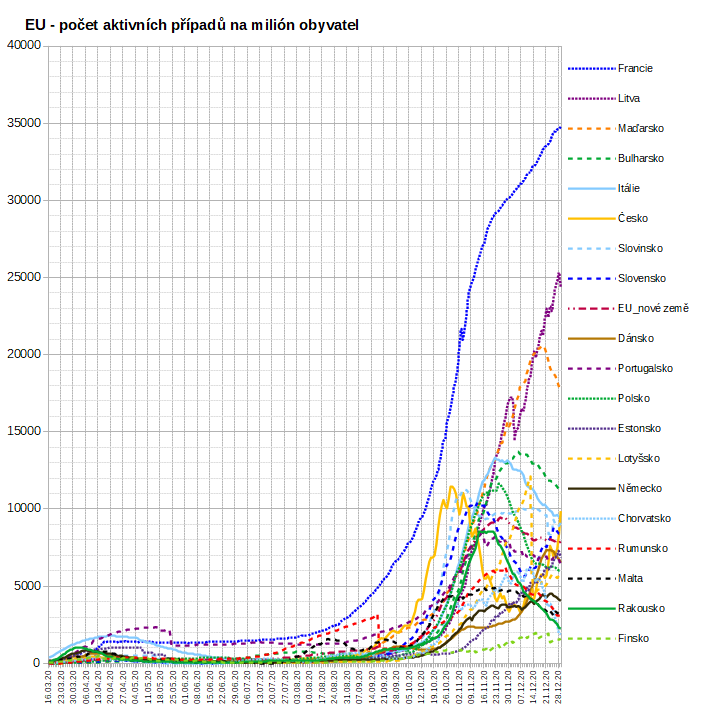 EU - počet aktivních případů na milión obyvatel
40000
35000
30000
25000
20000
15000
10000
5000
0
Francie
Litva
Maďarsko
Bulharsko
Itálie
Česko
Slovinsko
Slovensko
EU_nové země
Dánsko
Portugalsko
Polsko
Estonsko
Lotyšsko
Německo
Chorvatsko
Rumunsko
Malta
Rakousko
Finsko
16.03.20
23.03.20
30.03.20
06.04.20
13.04.20
20.04.20
27.04.20
04.05.20
11.05.20
18.05.20
25.05.20
01.06.20
08.06.20
15.06.20
22.06.20
29.06.20
06.07.20
13.07.20
20.07.20
27.07.20
03.08.20
10.08.20
17.08.20
24.08.20
31.08.20
07.09.20
14.09.20
21.09.20
28.09.20
05.10.20
12.10.20
19.10.20
26.10.20
02.11.20
09.11.20
16.11.20
23.11.20
30.11.20
07.12.20
14.12.20
21.12.20
28.12.20